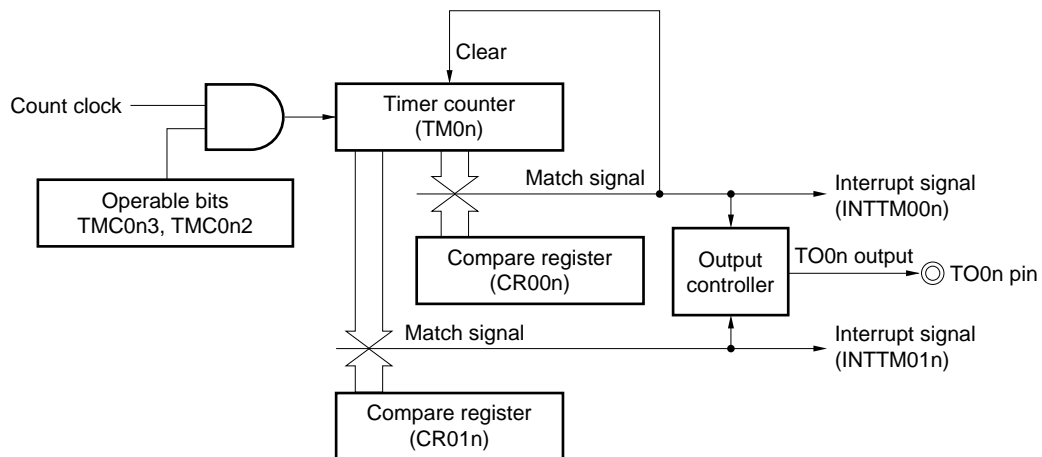 Clear
Count clock
Timer counter
(TM0n)
Operable bits
TMC0n3, TMC0n2
Match signal
Interrupt signal
(INTTM00n)
Compare register
(CR00n)
Output
controller
TO0n output
TO0n pin
Match signal
Interrupt signal
(INTTM01n)
Compare register
(CR01n)